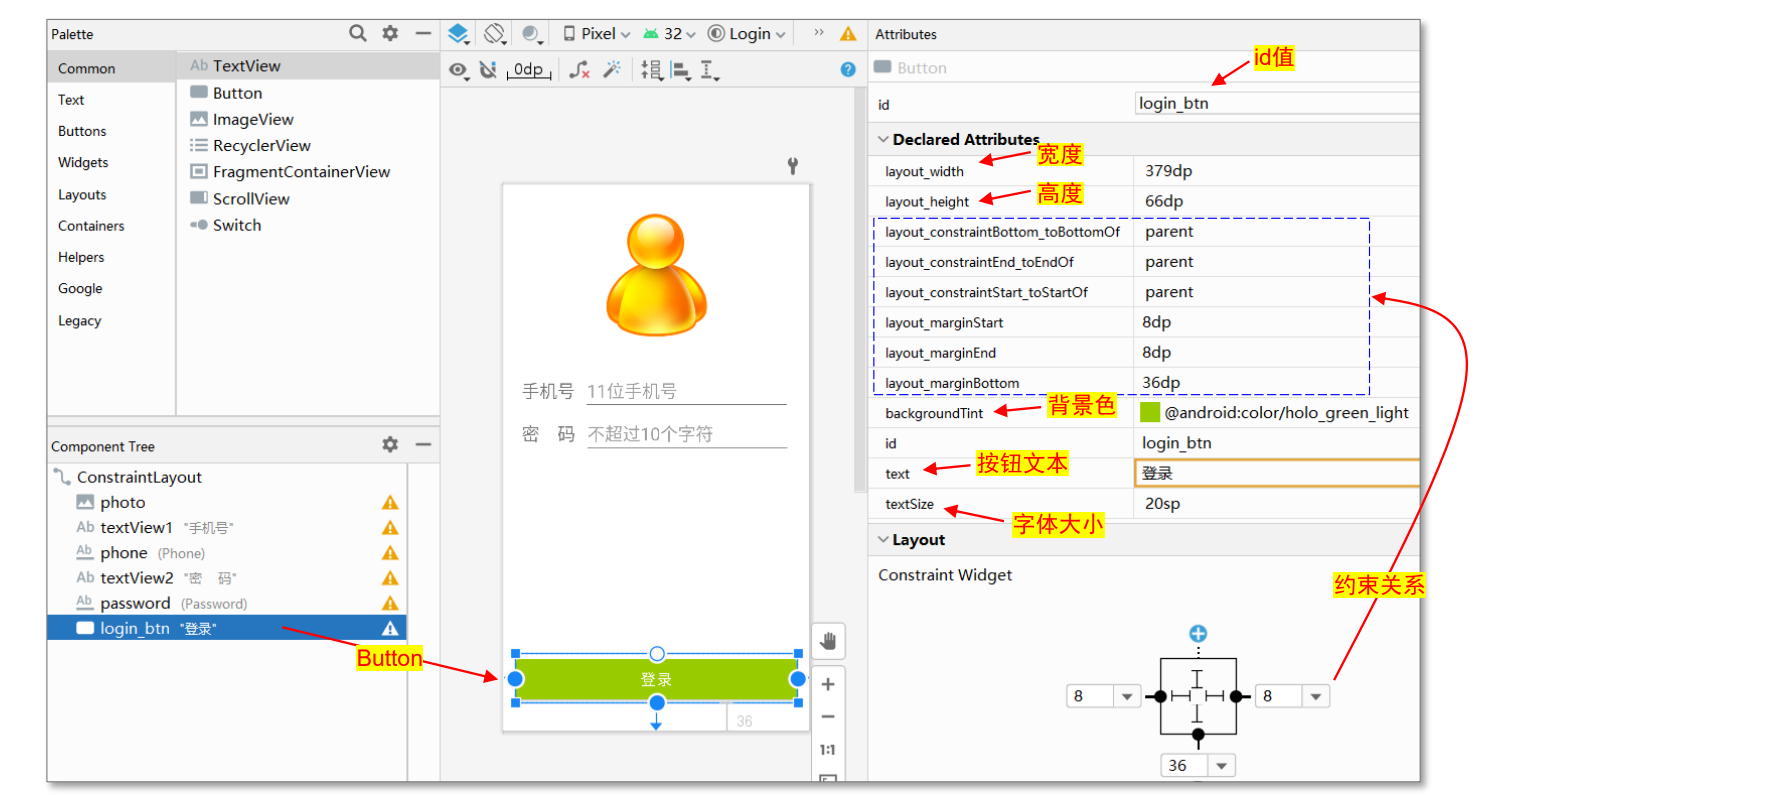 Palette
Common
Text
Buttons
Widgets
Layouts
Containers
Helpers
Google
Legacy
Ab TextView
Button
ImageView
RecyclerView
FragmentContainerView
ScrollView
Switch
Component Tree
ConstraintLayout
photo
Ab textView1 "手机号"
Ab phone (Phone)
Ab textView2 "密 码"
Ab password (Password)
login_btn "登录"
Button
Pixel
32
Login
0dp
手机号 11位手机号
密 码 不超过10个字符
登录
36
1:1
Attributes
Button
id值
id login_btn
Declared Attributes
宽度
layout_width 379dp
高度
layout_height 66dp
layout_constraintBottom_toBottomOf parent
layout_constraintEnd_toEndOf parent
layout_constraintStart_toStartOf parent
layout_marginStart 8dp
layout_marginEnd 8dp
layout_marginBottom 36dp
背景色
backgroundTint @android:color/holo_green_light
id login_btn
按钮文本
text 登录
textSize 20sp
字体大小
Layout
Constraint Widget
约束关系
8
8
36